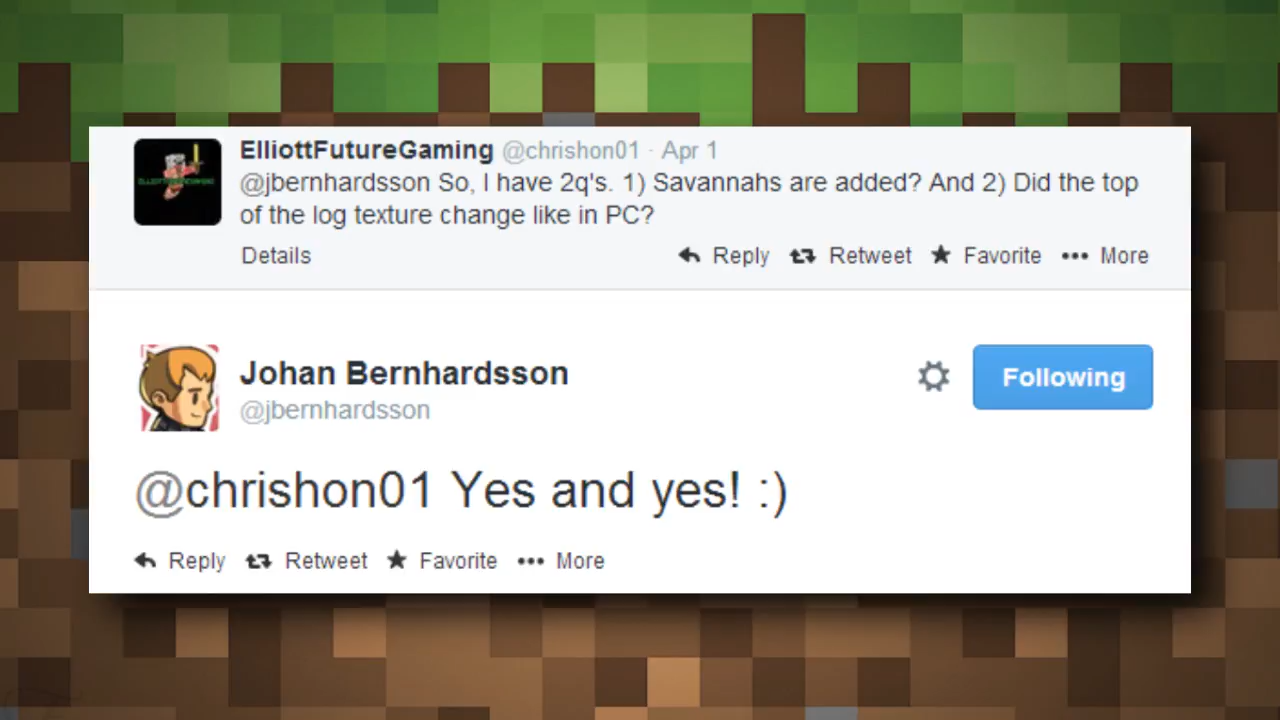 ElliottFutureGaming @chrishon01 · Apr 1
@jbernhardsson So, I have 2q's. 1) Savannahs are added? And 2) Did the top
of the log texture change like in PC?
Details Reply Retweet Favorite More
Johan Bernhardsson
@jbernhardsson
Following
@chrishon01 Yes and yes! :)
Reply Retweet Favorite More